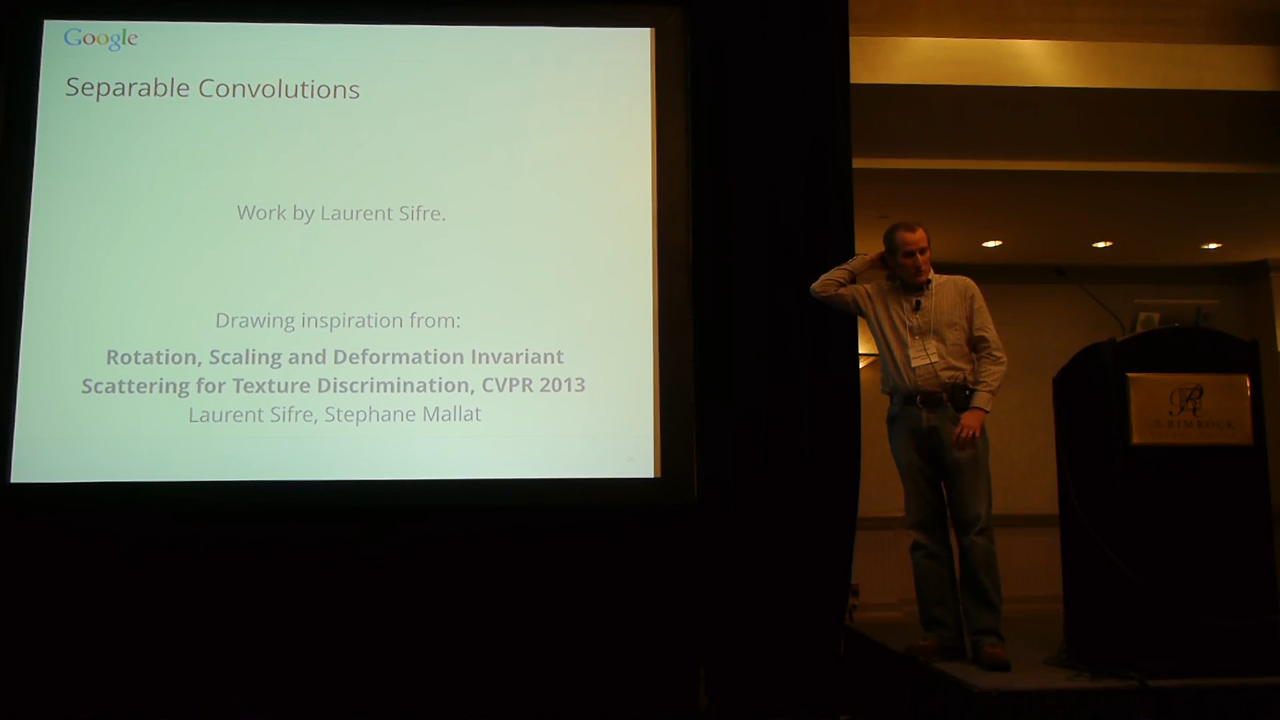 Google
Separable Convolutions
Work by Laurent Sifre.
Drawing inspiration from:
Rotation, Scaling and Deformation Invariant
Scattering for Texture Discrimination, CVPR 2013
Laurent Sifre, Stephane Mallat
RIMROCK